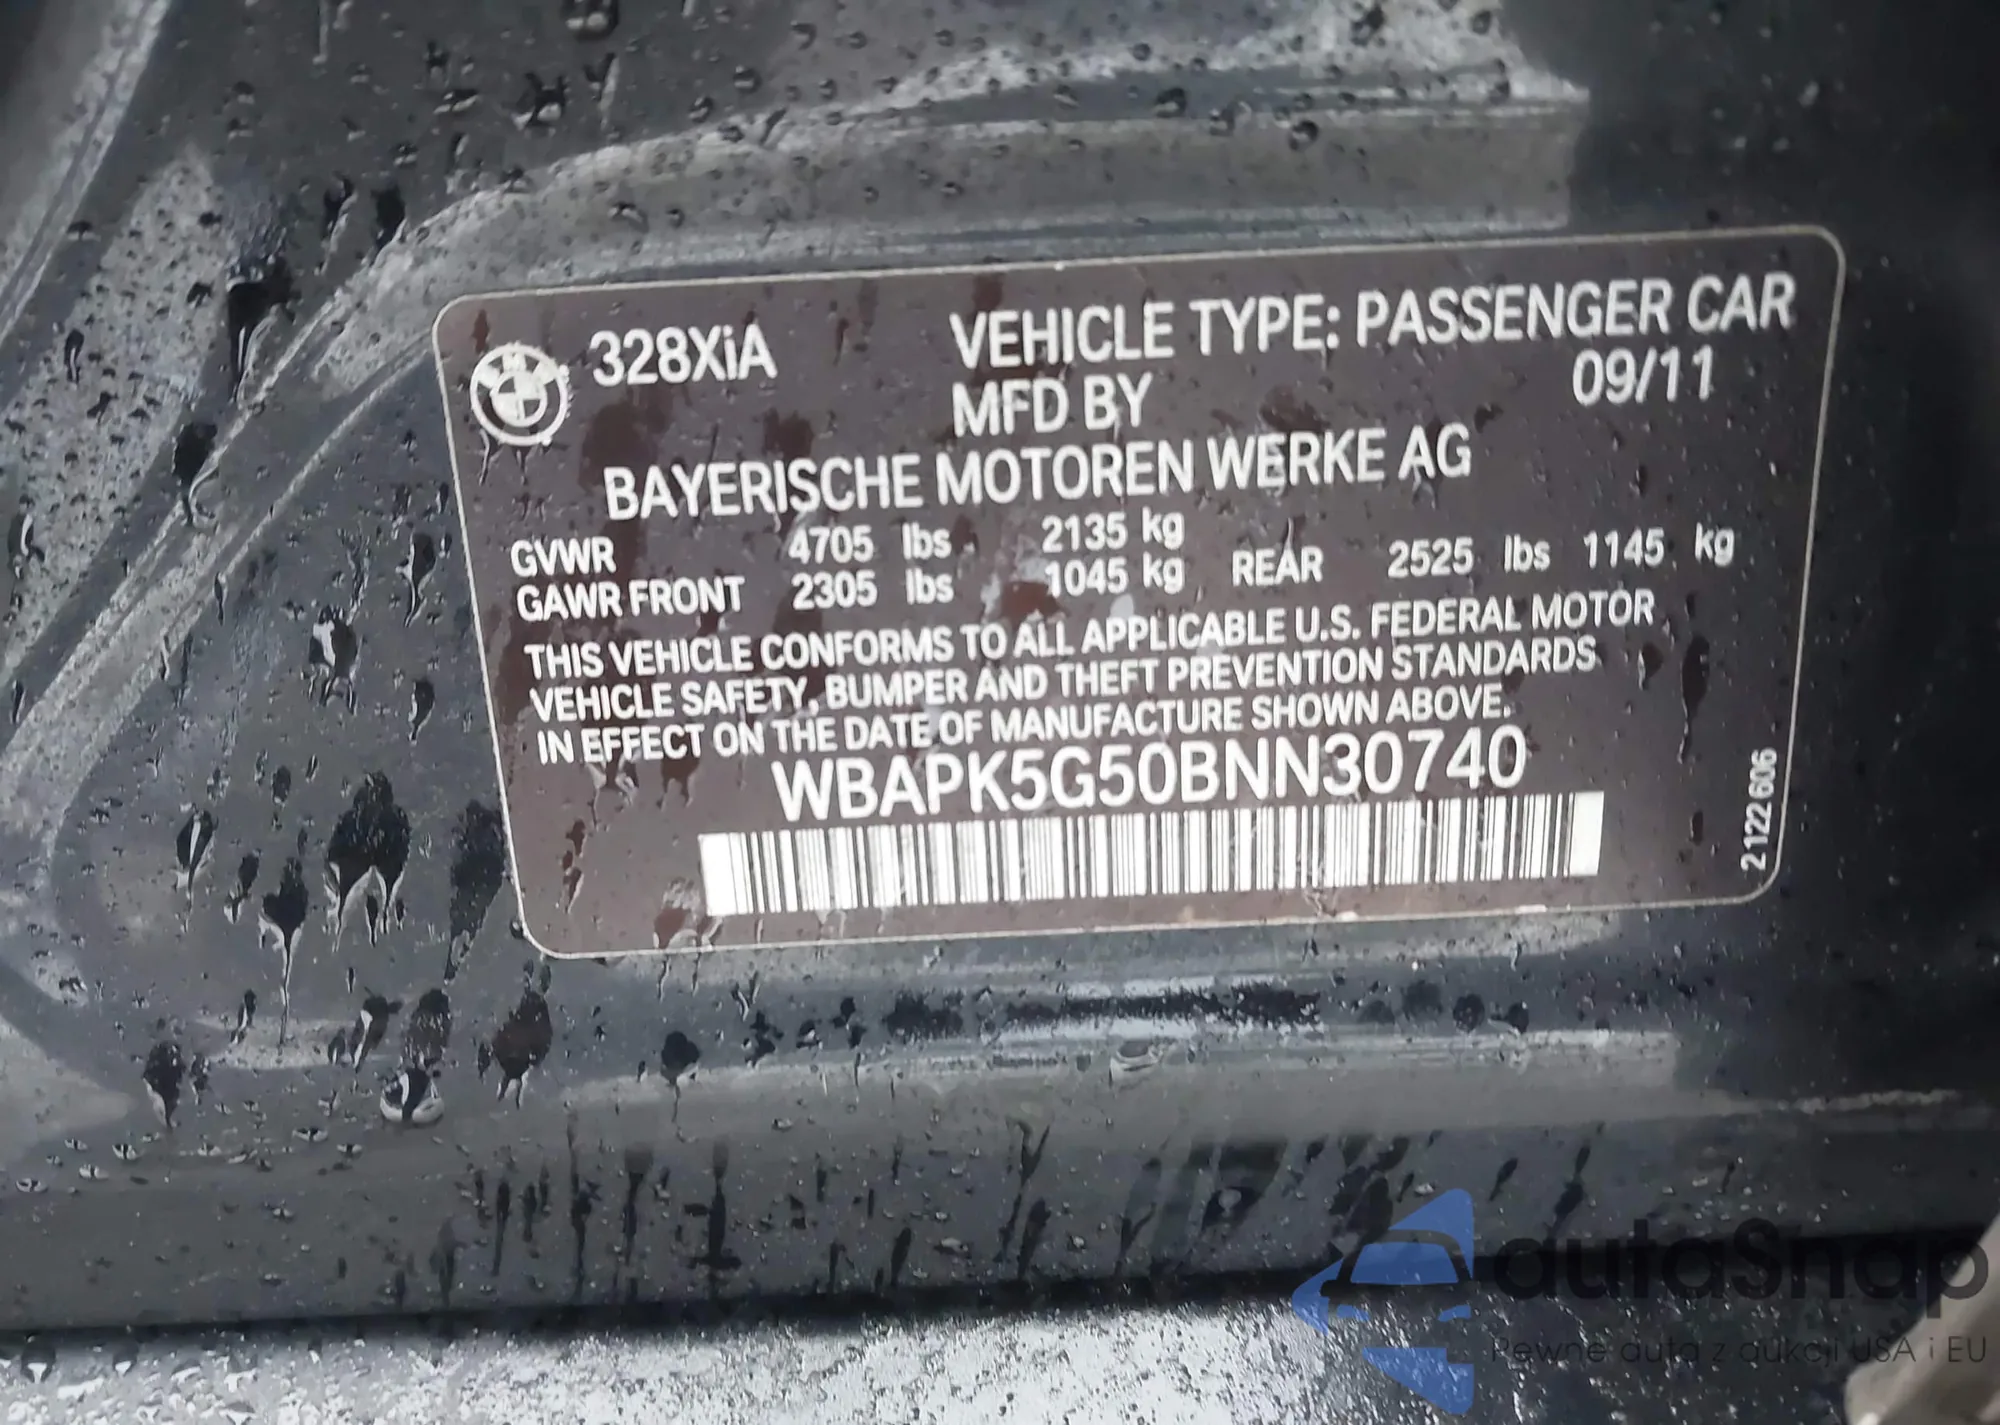 BMW
328XiA VEHICLE TYPE: PASSENGER CAR
MFD BY 09/11
BAYERISCHE MOTOREN WERKE AG
GVWR 4705 lbs 2135 kg
GAWR FRONT 2305 lbs 1045 kg REAR 2525 lbs 1145 kg
THIS VEHICLE CONFORMS TO ALL APPLICABLE U.S. FEDERAL MOTOR
VEHICLE SAFETY, BUMPER AND THEFT PREVENTION STANDARDS
IN EFFECT ON THE DATE OF MANUFACTURE SHOWN ABOVE.
WBAPK5G50BNN30740
2122606
autaSnap
Pewne auta z aukcji USA i EU